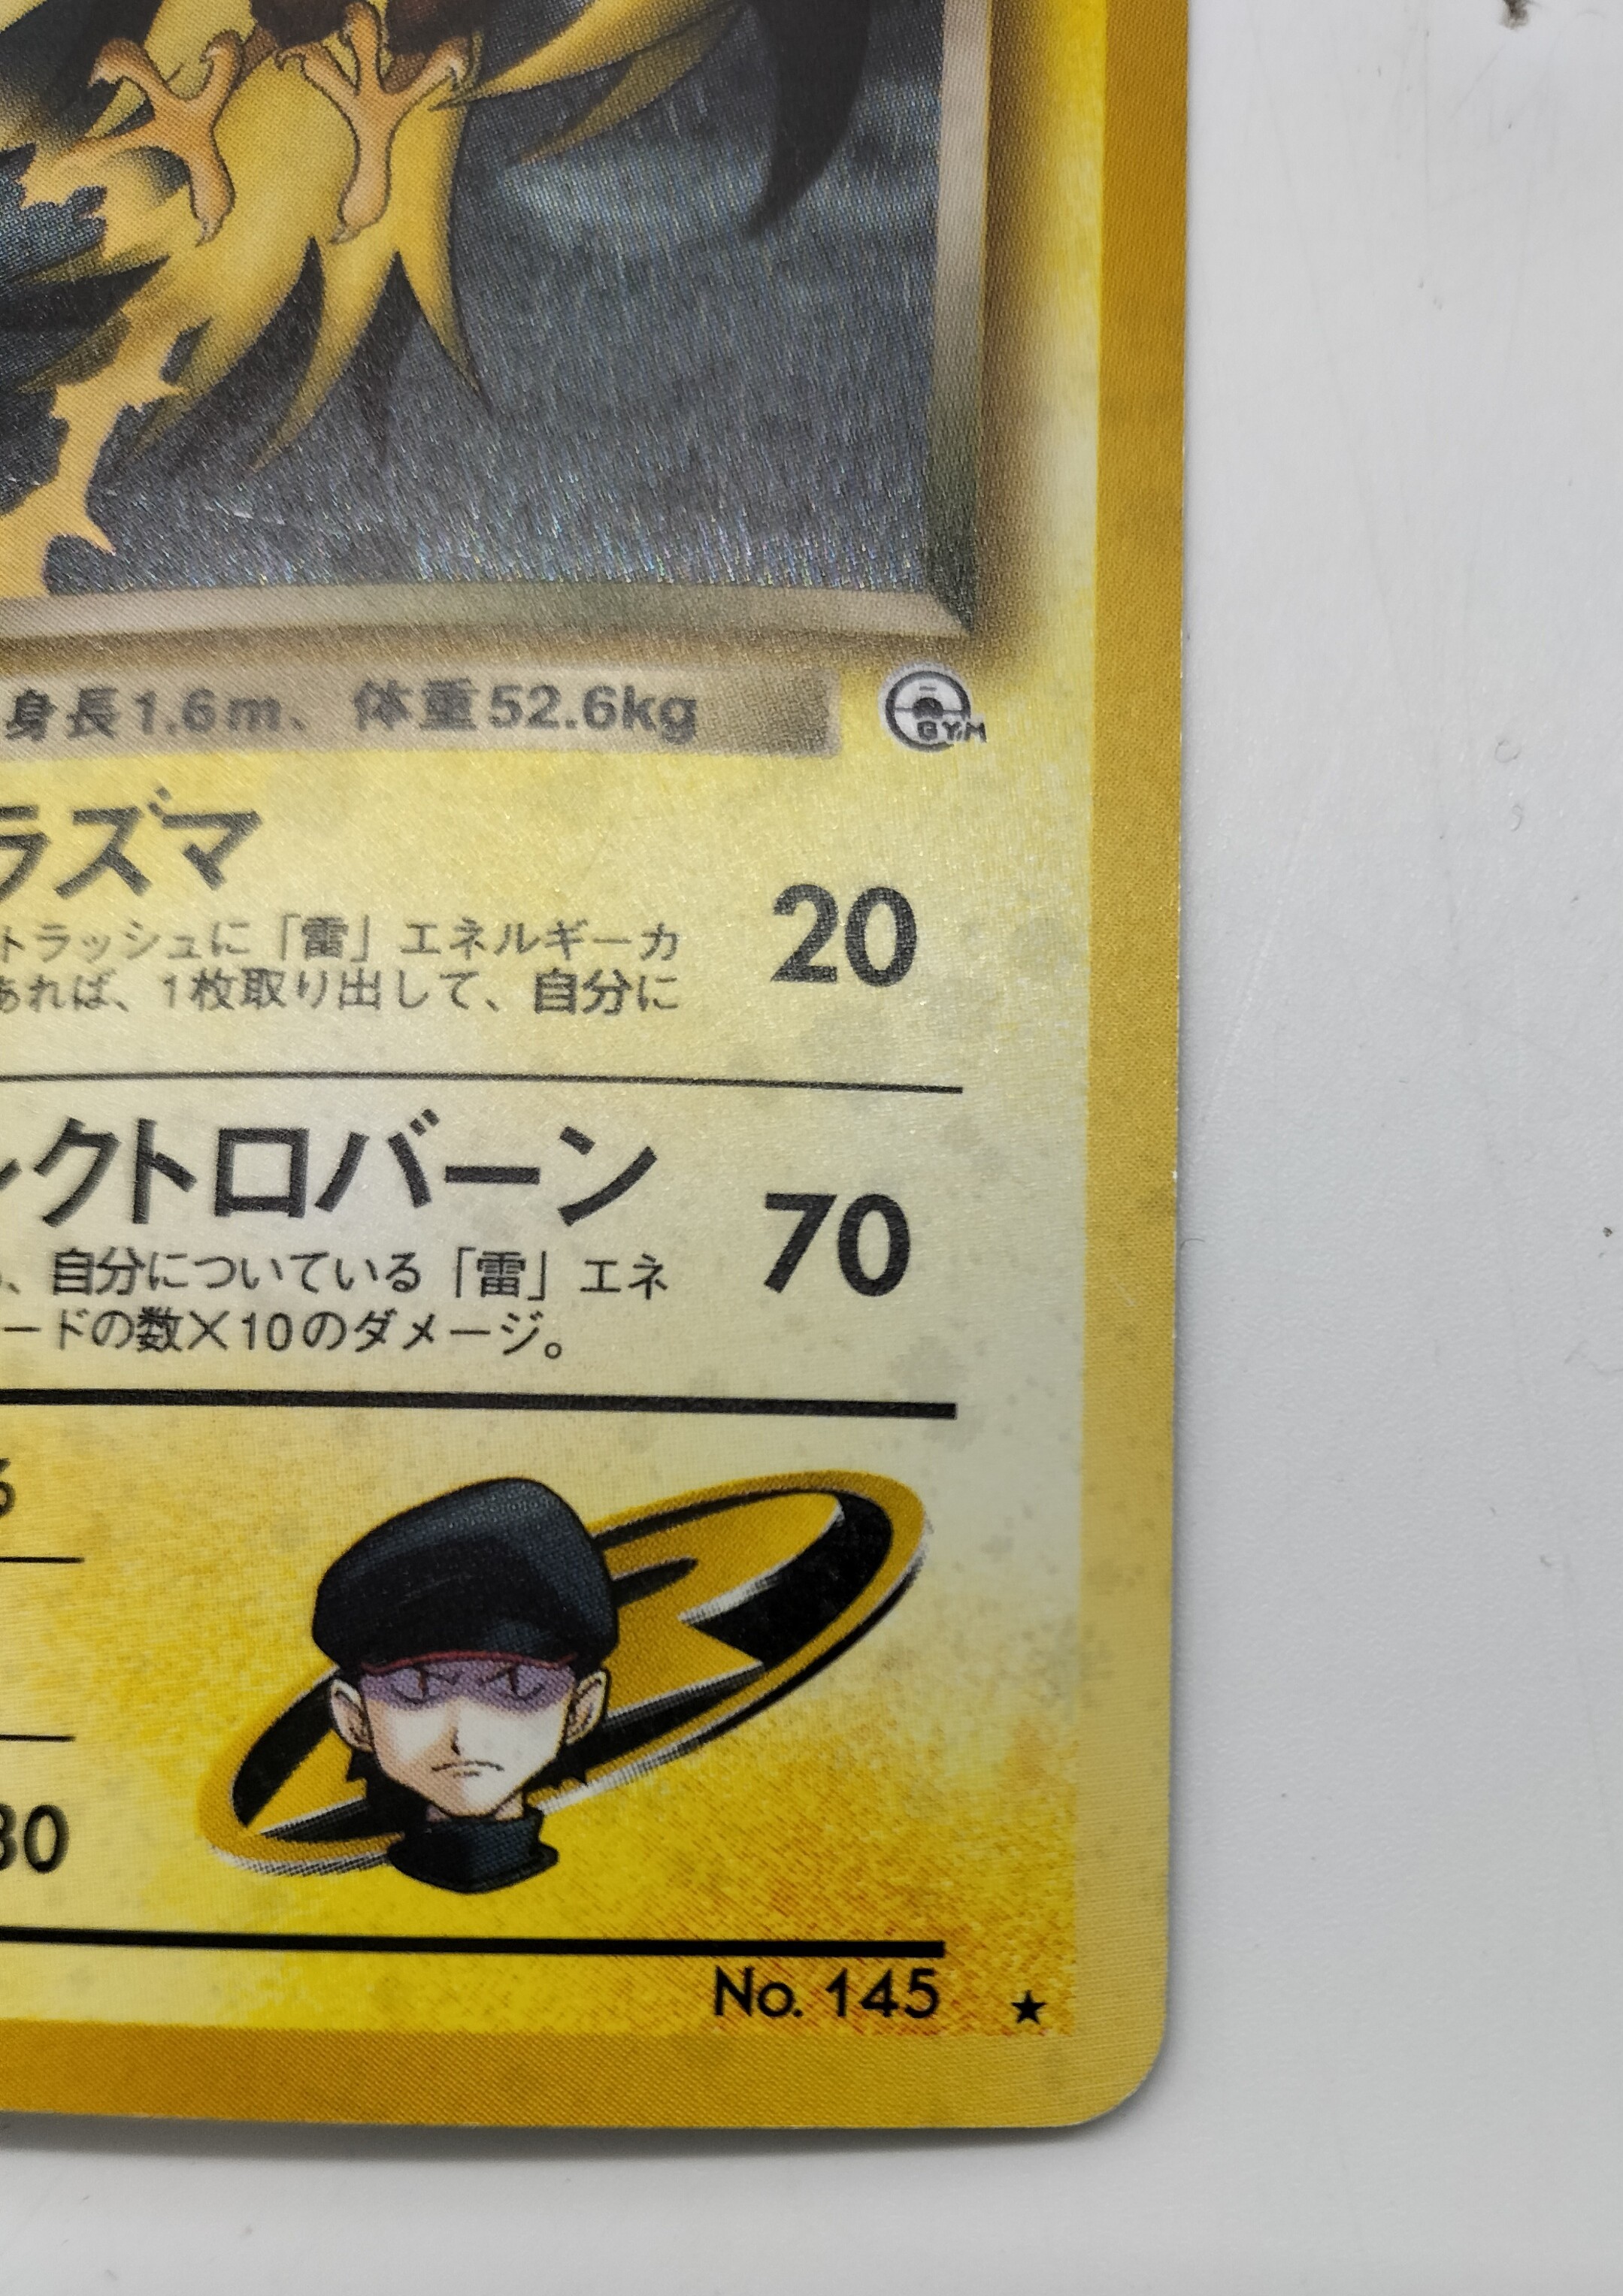 身長1.6m、 体重52.6kg
GYM
ラズマ
20
トラッシュに「雷」エネルギーカ
あれば、1枚取り出して、自分に
レクトロバーン
70
、自分についている「雷」エネ
ードの数×10のダメージ。
30
No. 145 ★